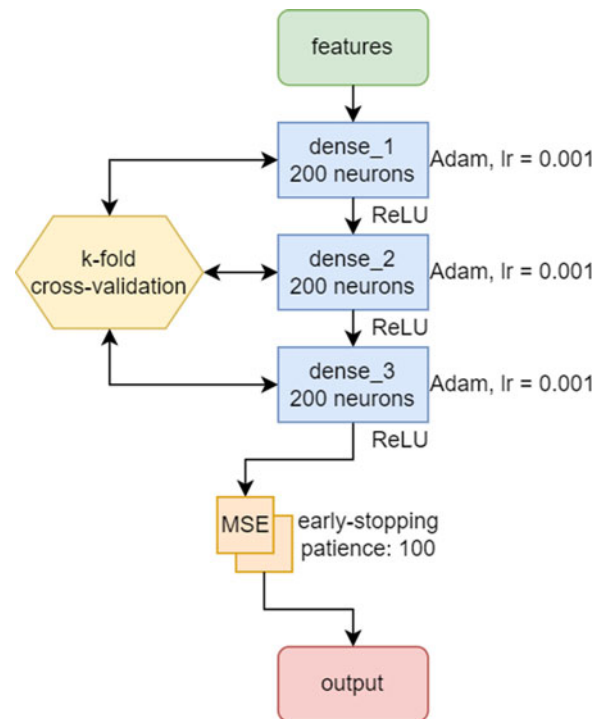 features
dense_1
200 neurons
Adam, lr = 0.001
ReLU
k-fold
cross-validation
dense_2
200 neurons
Adam, lr = 0.001
ReLU
dense_3
200 neurons
Adam, lr = 0.001
ReLU
MSE
early-stopping
patience: 100
output